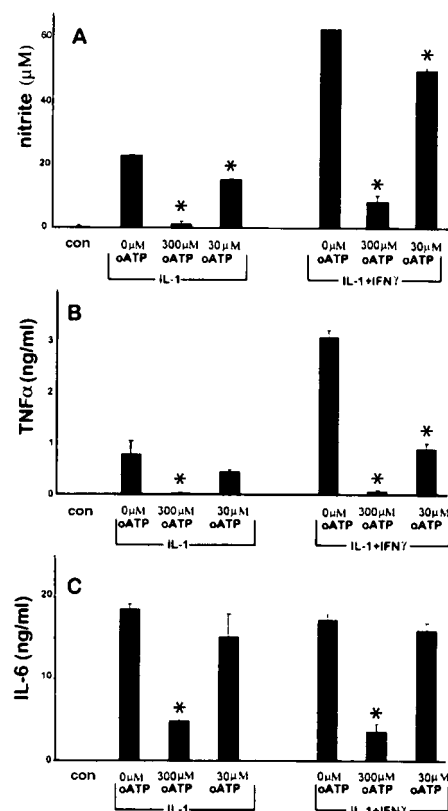 A
nitrite (μM)
60
40
20
0
con
0μM 300μM 30μM
oATP oATP oATP
IL-1
0μM 300μM 30μM
oATP oATP oATP
IL-1+IFNγ
B
TNFα (ng/ml)
3
2
1
0
con
0μM 300μM 30μM
oATP oATP oATP
IL-1
0μM 300μM 30μM
oATP oATP oATP
IL-1+IFNγ
C
IL-6 (ng/ml)
20
10
0
con
0μM 300μM 30μM
oATP oATP oATP
IL-1
0μM 300μM 30μM
oATP oATP oATP
IL-1+IFNγ